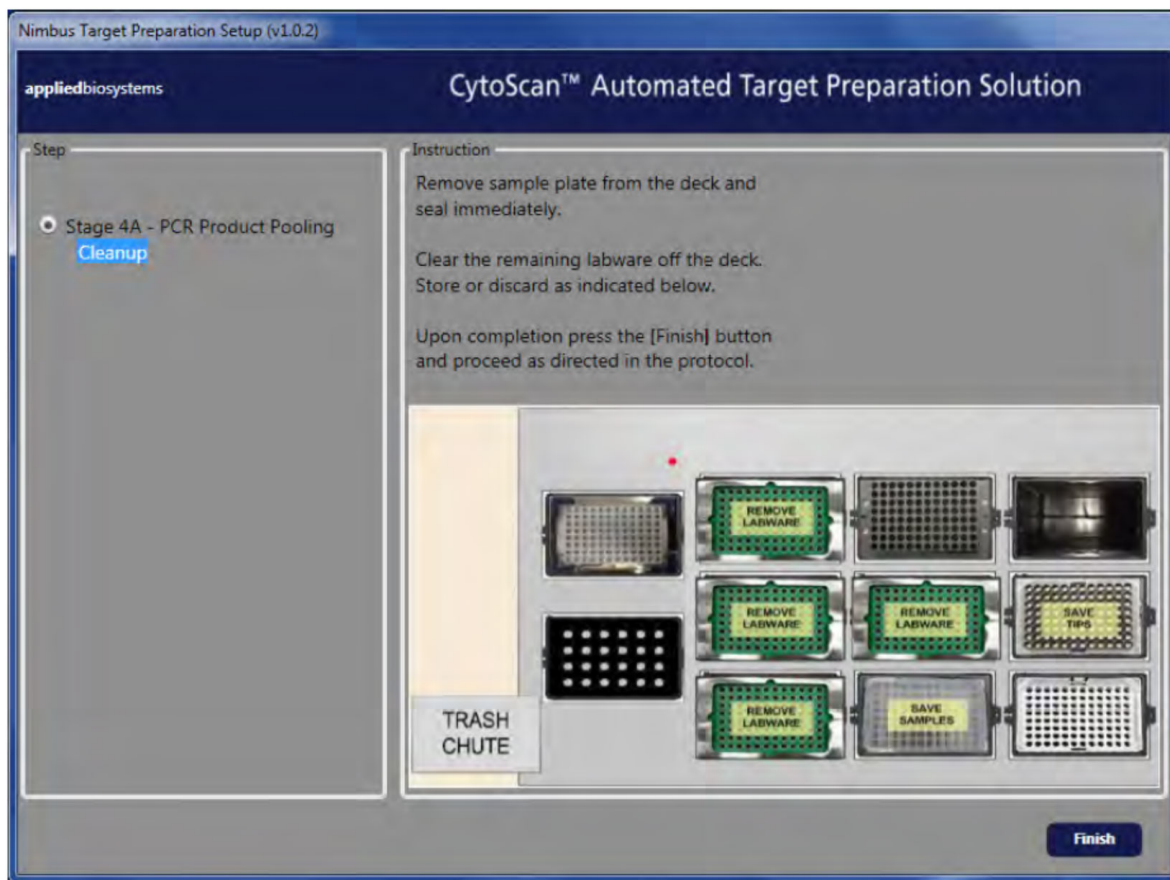 Nimbus Target Preparation Setup (v1.0.2)
appliedbiosystems
CytoScan™ Automated Target Preparation Solution
Step
Stage 4A - PCR Product Pooling
Cleanup
Instruction
Remove sample plate from the deck and
seal immediately.
Clear the remaining labware off the deck.
Store or discard as indicated below.
Upon completion press the [Finish] button
and proceed as directed in the protocol.
REMOVE
LABWARE
REMOVE
LABWARE
REMOVE
LABWARE
SAVE
TIPS
REMOVE
LABWARE
SAVE
SAMPLES
TRASH
CHUTE
Finish